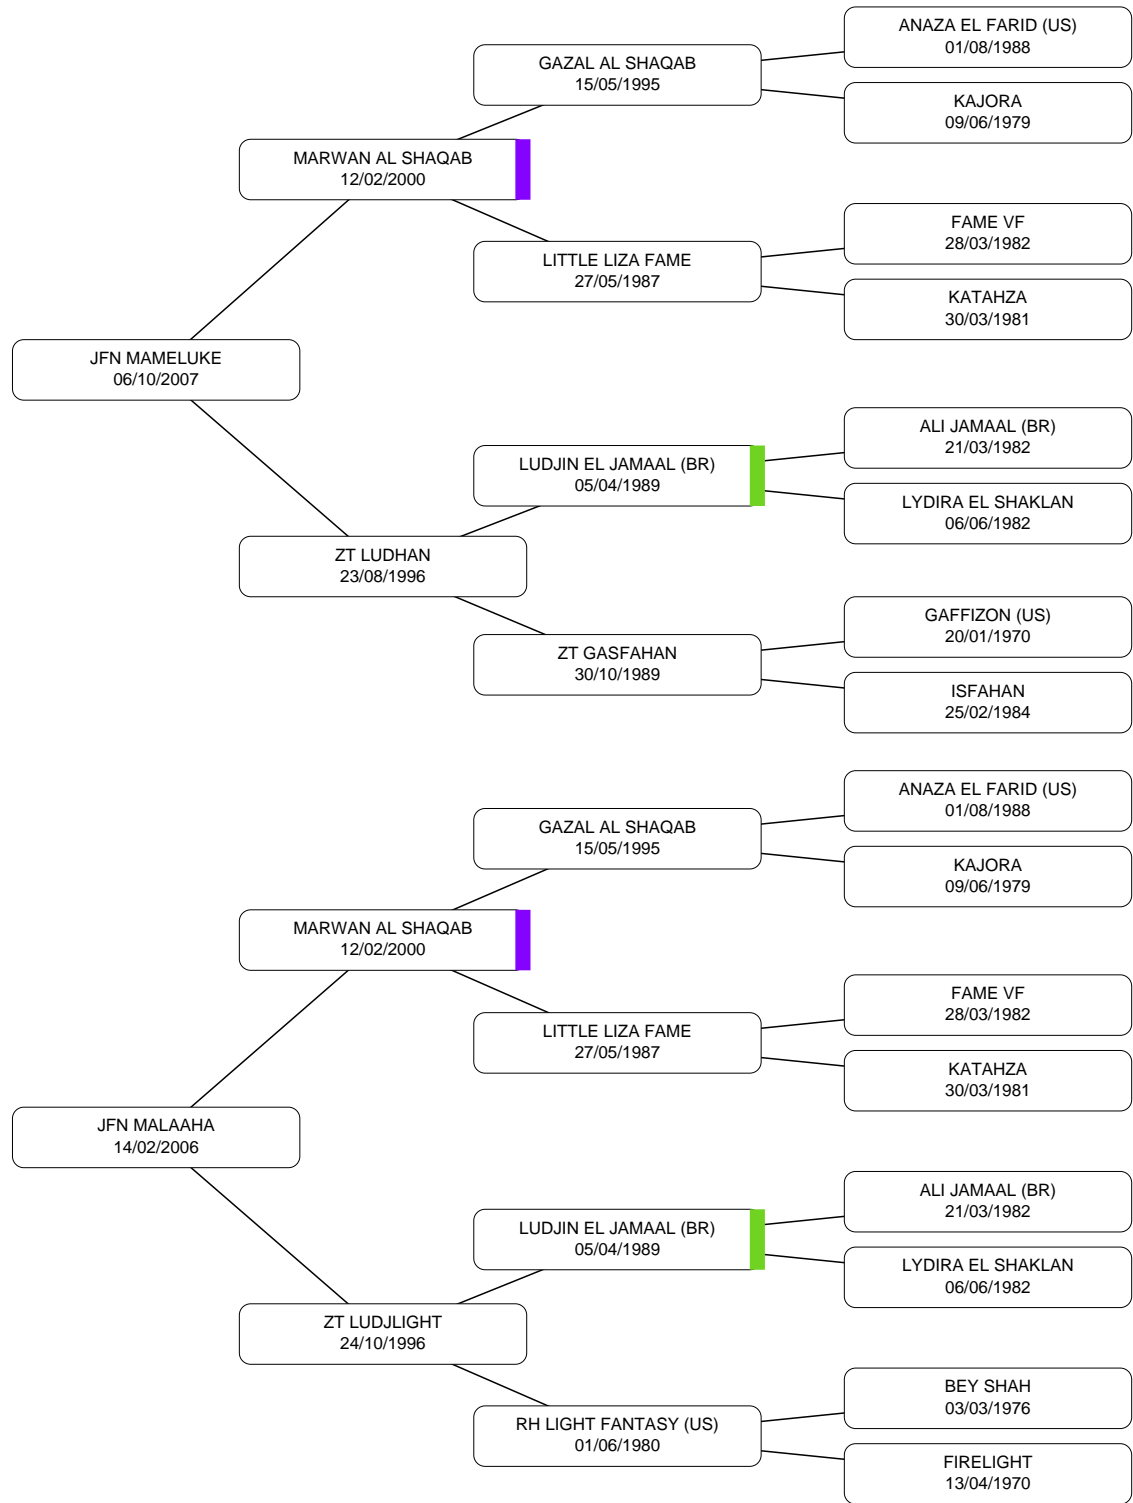 ANAZA EL FARID (US)
01/08/1988
GAZAL AL SHAQAB
15/05/1995
KAJORA
09/06/1979
MARWAN AL SHAQAB
12/02/2000
FAME VF
28/03/1982
LITTLE LIZA FAME
27/05/1987
KATAHZA
30/03/1981
JFN MAMELUKE
06/10/2007
ALI JAMAAL (BR)
21/03/1982
LUDJIN EL JAMAAL (BR)
05/04/1989
LYDIRA EL SHAKLAN
06/06/1982
ZT LUDHAN
23/08/1996
GAFFIZON (US)
20/01/1970
ZT GASFAHAN
30/10/1989
ISFAHAN
25/02/1984
ANAZA EL FARID (US)
01/08/1988
GAZAL AL SHAQAB
15/05/1995
KAJORA
09/06/1979
MARWAN AL SHAQAB
12/02/2000
FAME VF
28/03/1982
LITTLE LIZA FAME
27/05/1987
KATAHZA
30/03/1981
JFN MALAAHA
14/02/2006
ALI JAMAAL (BR)
21/03/1982
LUDJIN EL JAMAAL (BR)
05/04/1989
LYDIRA EL SHAKLAN
06/06/1982
ZT LUDJLIGHT
24/10/1996
BEY SHAH
03/03/1976
RH LIGHT FANTASY (US)
01/06/1980
FIRELIGHT
13/04/1970